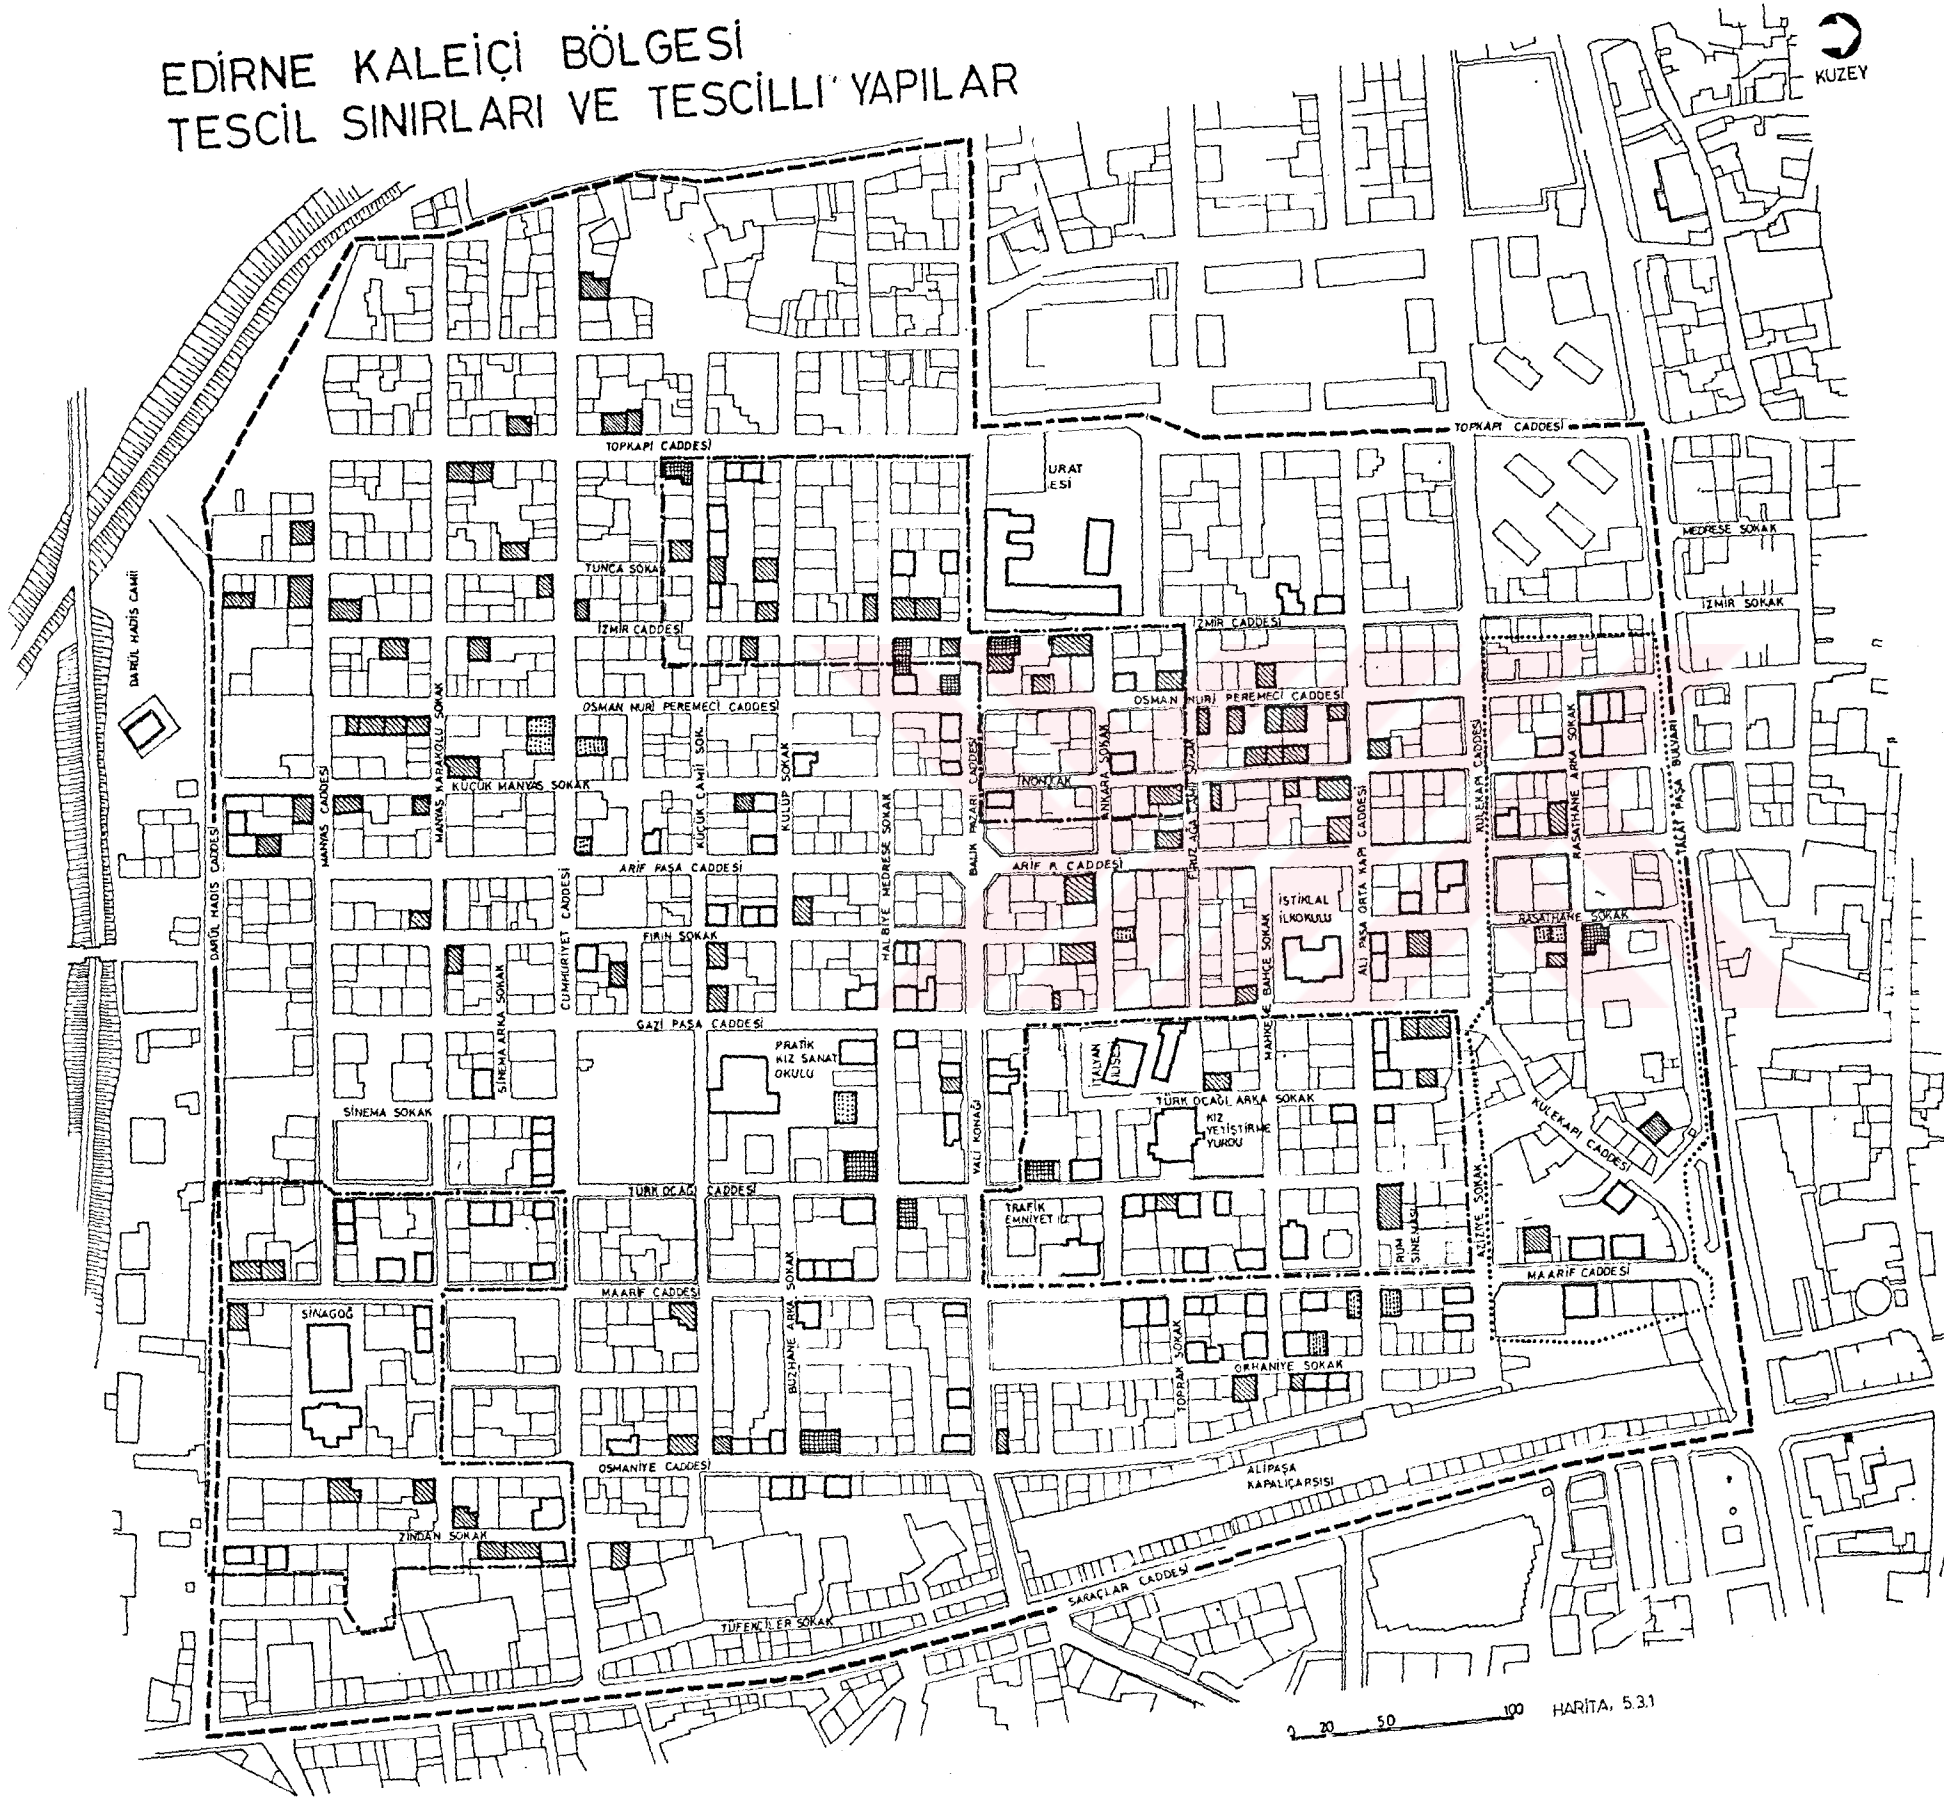 EDİRNE KALEİÇİ BÖLGESİ
TESCİL SINIRLARI VE TESCİLLİ YAPILAR
KUZEY
TOPKAPI CADDESİ
TOPKAPI CADDESİ
URAT
ESİ
MEDRESE SOKAK
TUNCA SOKA
DARÜL HADİS CAMİİ
İZMİR SOKAK
İZMİR CADDESİ
İZMİR CADDESİ
OSMAN NURİ PEREMECİ CADDESİ
OSMAN NURİ PEREMECİ CADDESİ
MANYAS KARAKOLU SOKAK
KÜÇÜK CAMİİ SOK.
KULÜP SOKAK
BALIK PAZARI CADDESİ
ANKARA SOKAK
KULEKAPI CADDESİ
RASATHANE ARKA SOKAK
TALAT PAŞA BULVARI
KÜÇÜK MANYAS SOKAK
MANYAS CADDESİ
HALBİYE MEDRESE SOKAK
ALİ PAŞA ORTA KAPI CADDESİ
DARÜL HADİS CADDESİ
ARİF PAŞA CADDESİ
ARİF P. CADDESİ
CUMHURİYET CADDESİ
İSTİKLAL
İLKOKULU
RASATHANE SOKAK
FIRIN SOKAK
MAHKEME BAHÇE SOKAK
SİNEMA ARKA SOKAK
GAZİ PAŞA CADDESİ
PRATİK
KIZ SANAT
OKULU
İTALYAN
TÜRK OCAĞI ARKA SOKAK
KIZ
YETİŞTİRME
YURDU
SİNEMA SOKAK
VALİ KONAĞI
KULEKAPI CADDESİ
TÜRK OCAĞI CADDESİ
AZİZİYE SOKAK
TRAFİK
EMNİYET
RUM
SİNEMASI
MAARİF CADDESİ
MAARİF CADDESİ
SİNAGOG
BUZHANE ARKA SOKAK
TOPRAK SOKAK
ORHANİYE SOKAK
OSMANİYE CADDESİ
ALİPAŞA
KAPALIÇARŞISI
ZİNDAN SOKAK
SARAÇLAR CADDESİ
TÜFEKÇİLER SOKAK
0 20 50 100
HARİTA, 5.3.1